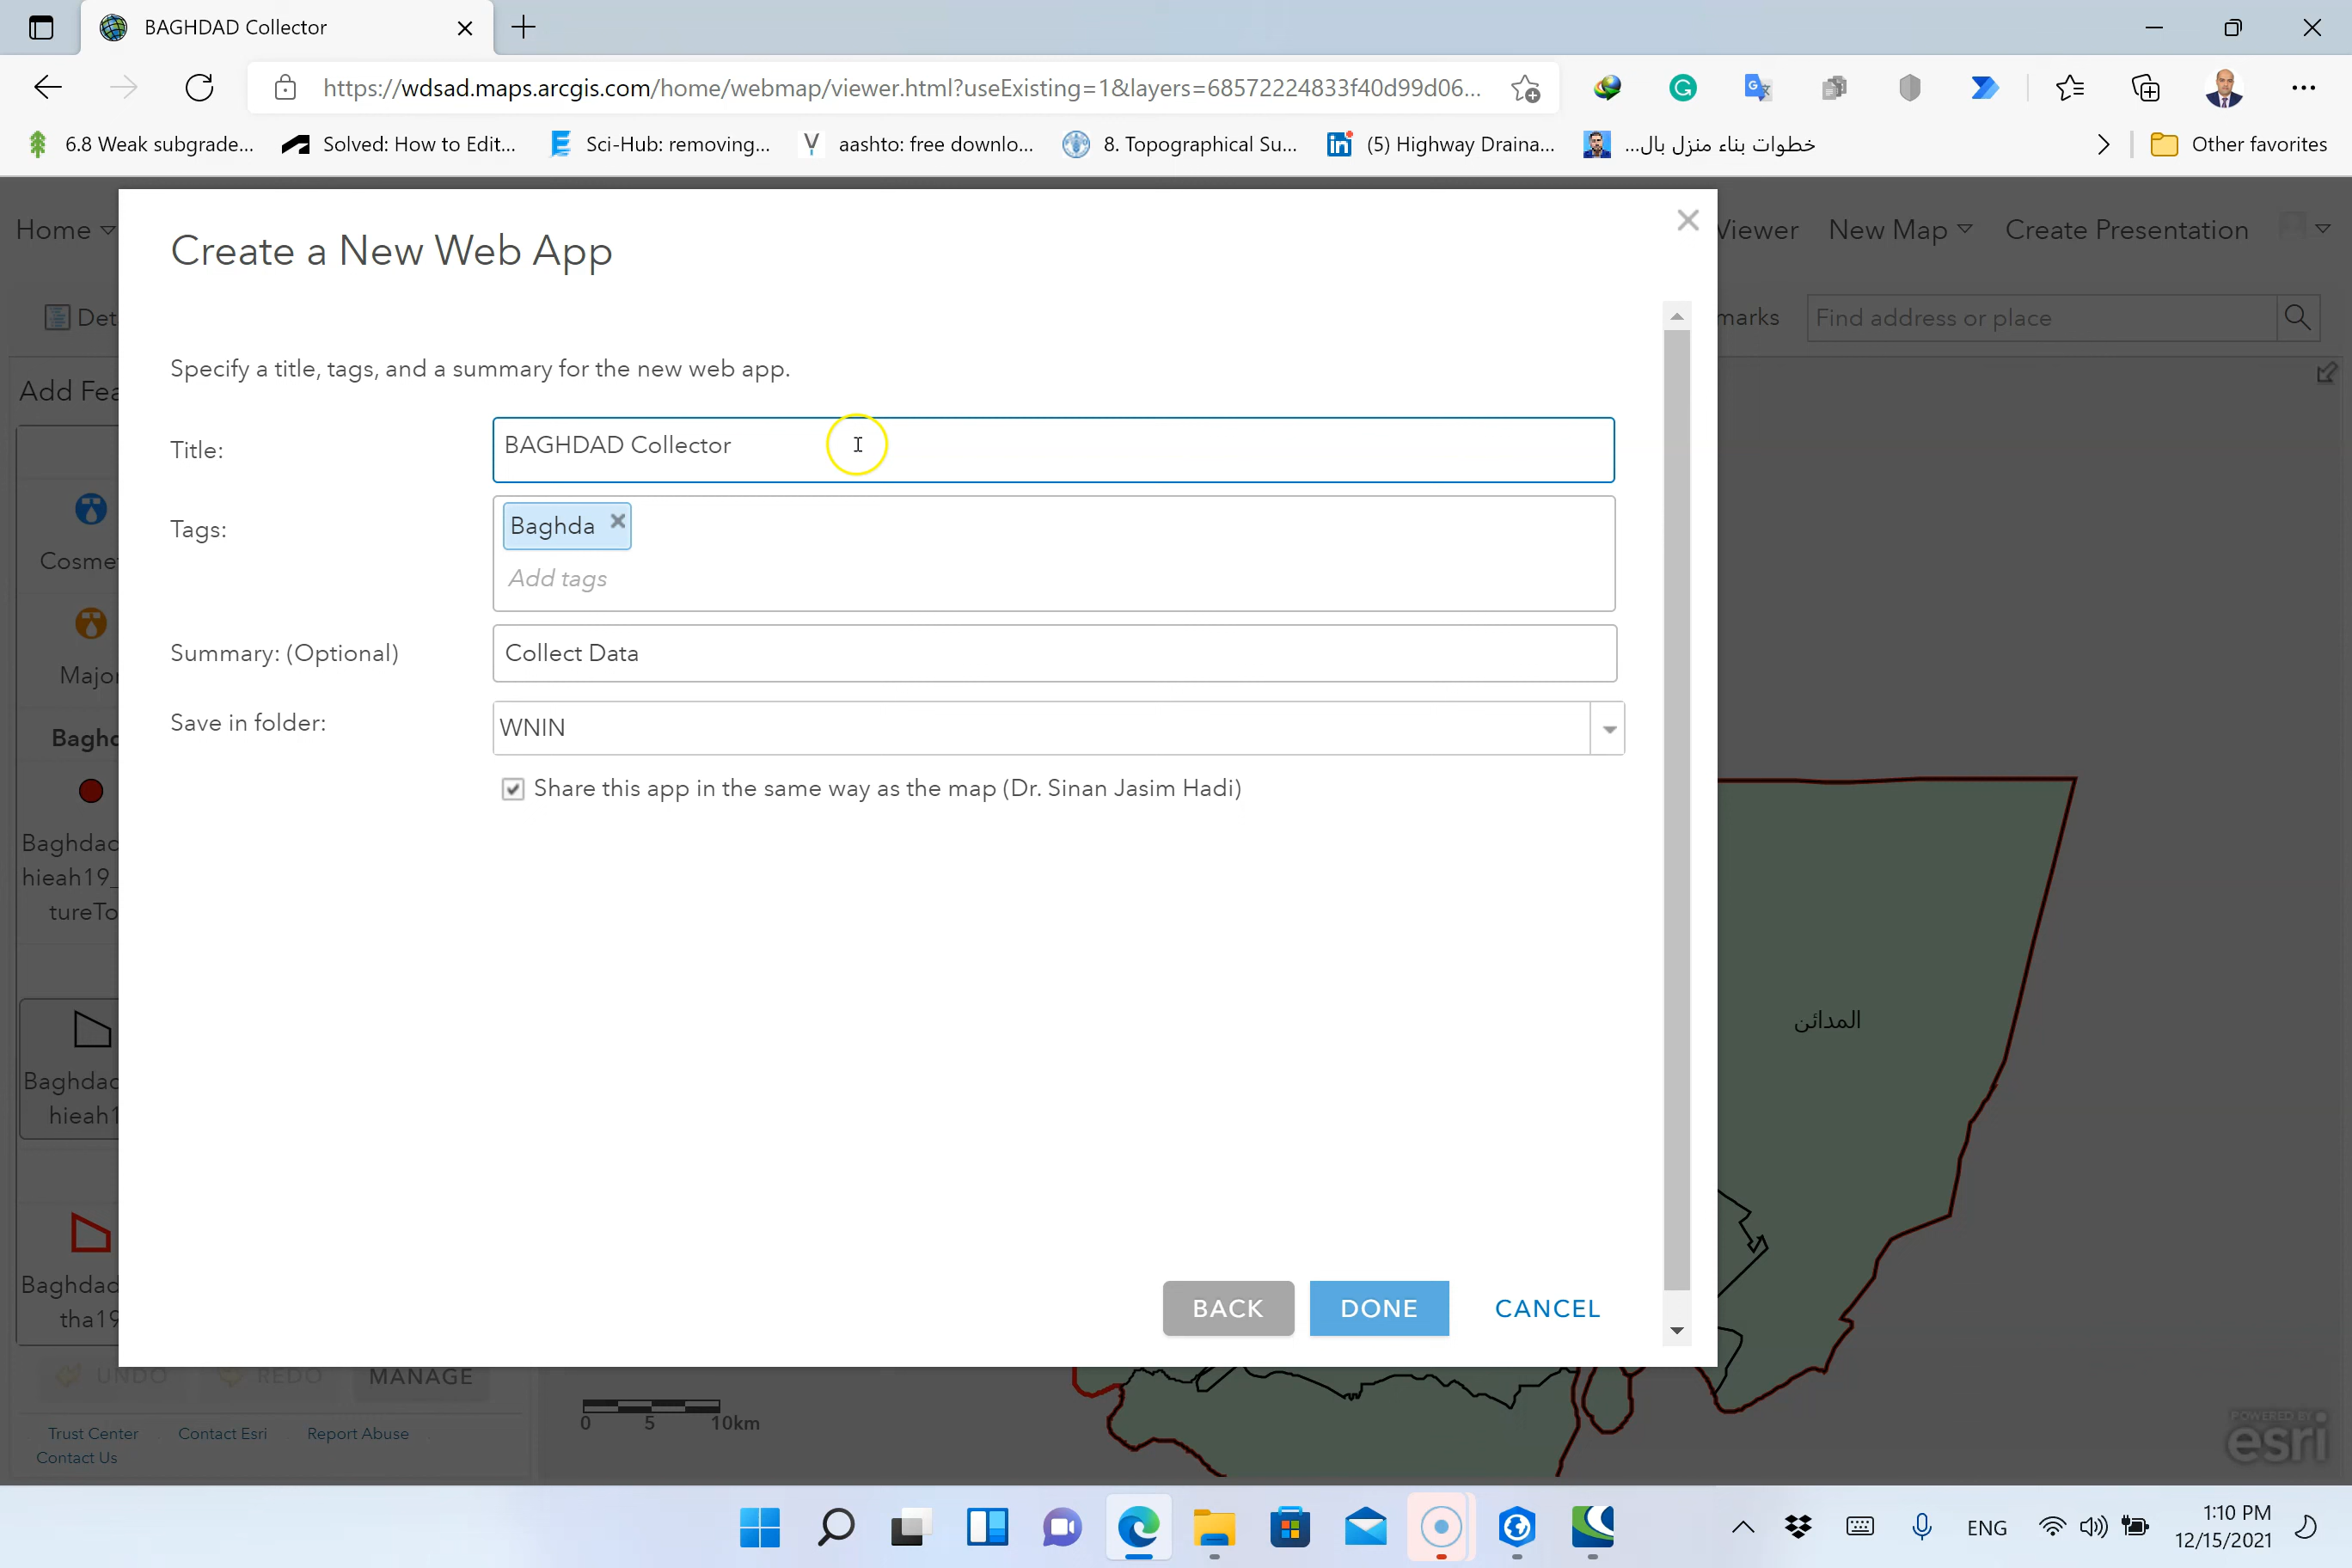 BAGHDAD Collector
https://wdsad.maps.arcgis.com/home/webmap/viewer.html?useExisting=1&layers=68572224833f40d99d06...
6.8 Weak subgrade... Solved: How to Edit... Sci-Hub: removing... aashto: free downlo... 8. Topographical Su... (5) Highway Draina... خطوات بناء منزل بال... Other favorites
Home Viewer New Map Create Presentation
Create a New Web App
Det marks Find address or place
Specify a title, tags, and a summary for the new web app.
Add Fea
Title: BAGHDAD Collector
Tags: Baghda
Add tags
Cosme
Summary: (Optional) Collect Data
Major
Save in folder: WNIN
Baghd
Share this app in the same way as the map (Dr. Sinan Jasim Hadi)
Baghdad
hieah19_
tureTo
المدائن
Baghdad
hieah1
Baghdad
tha19
BACK DONE CANCEL
UNDO REDO MANAGE
0 5 10km
Trust Center Contact Esri Report Abuse
Contact Us
POWERED BY
esri
ENG
1:10 PM
12/15/2021